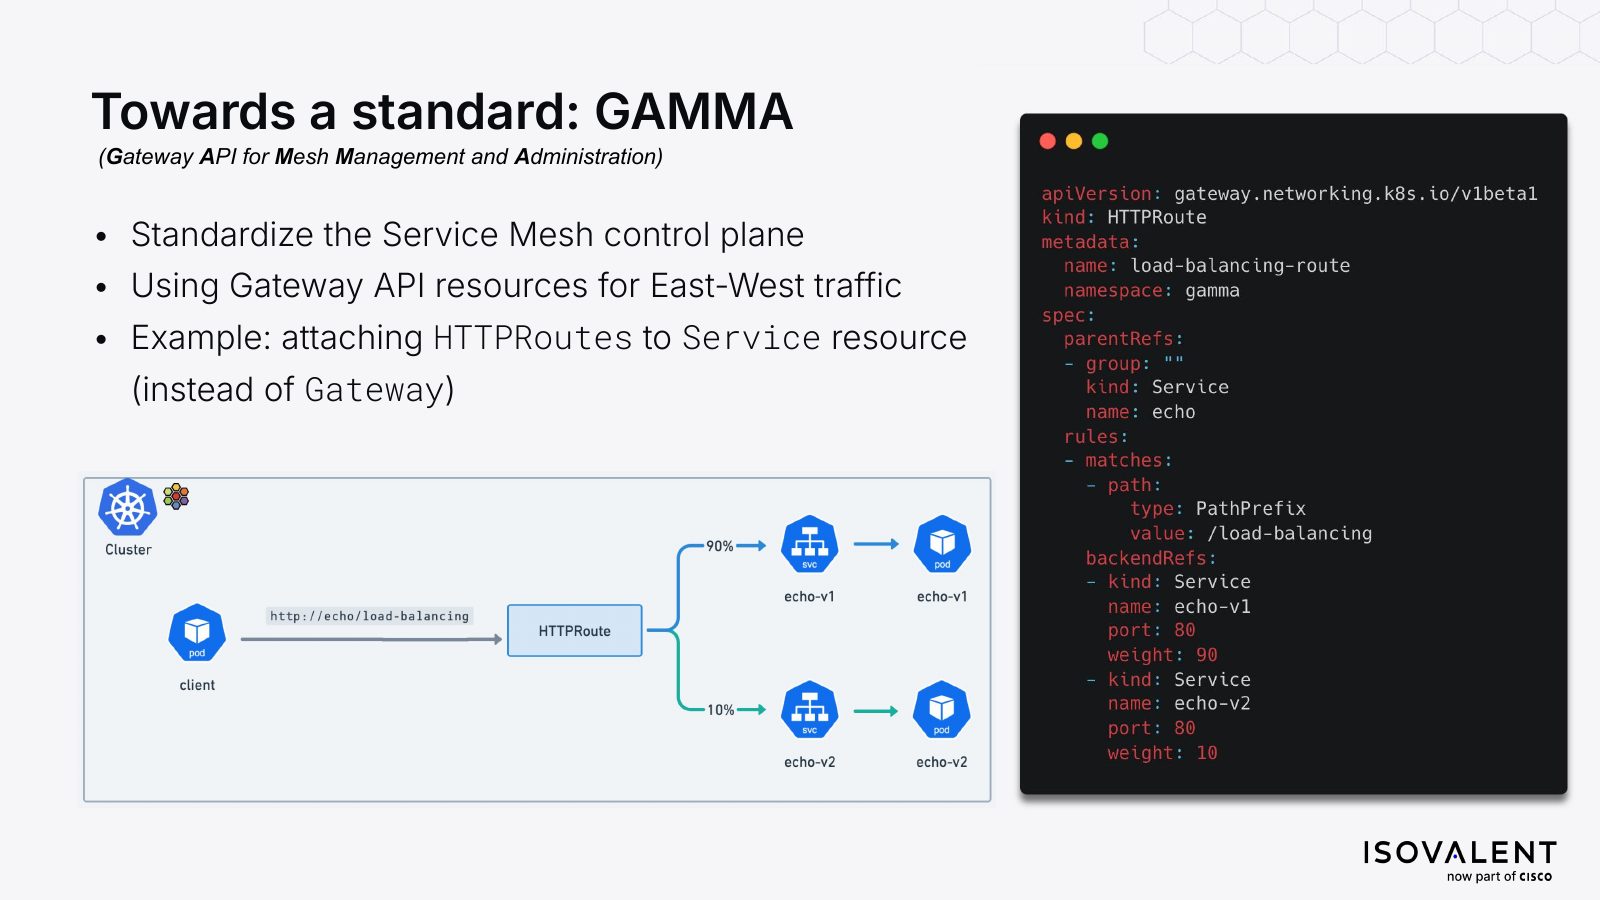 Towards a standard: GAMMA
(Gateway API for Mesh Management and Administration)
• Standardize the Service Mesh control plane
• Using Gateway API resources for East-West traffic
• Example: attaching HTTPRoutes to Service resource
(instead of Gateway)
Cluster
pod
client
http://echo/load-balancing
HTTPRoute
90%
svc
echo-v1
pod
echo-v1
10%
svc
echo-v2
pod
echo-v2
apiVersion: gateway.networking.k8s.io/v1beta1
kind: HTTPRoute
metadata:
  name: load-balancing-route
  namespace: gamma
spec:
  parentRefs:
  - group: ""
    kind: Service
    name: echo
  rules:
  - matches:
    - path:
        type: PathPrefix
        value: /load-balancing
    backendRefs:
    - kind: Service
      name: echo-v1
      port: 80
      weight: 90
    - kind: Service
      name: echo-v2
      port: 80
      weight: 10
ISOVALENT
now part of CISCO